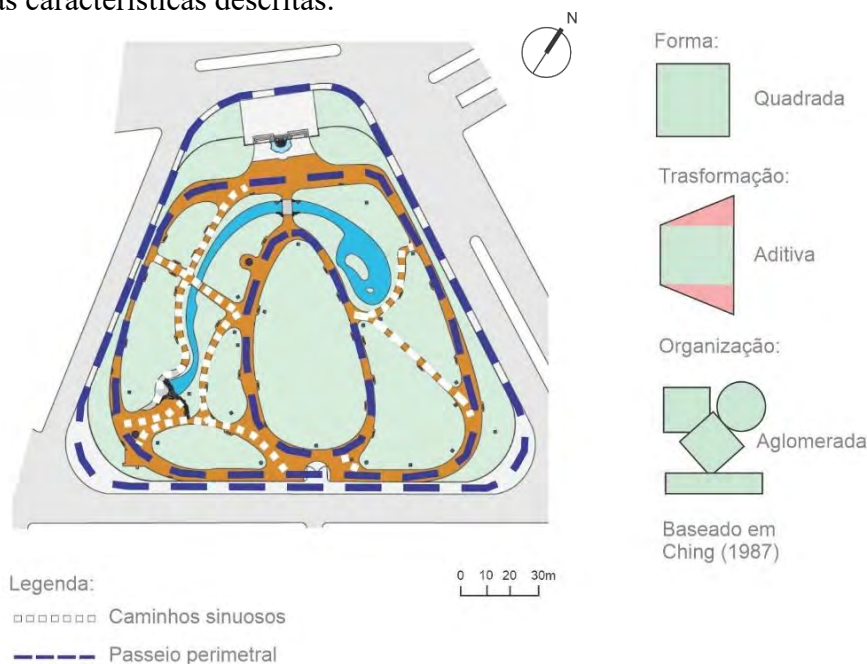 as características descritas.
N
Forma:
Quadrada
Trasformação:
Aditiva
Organização:
Aglomerada
Baseado em
Ching (1987)
0 10 20 30m
Legenda:
Caminhos sinuosos
Passeio perimetral